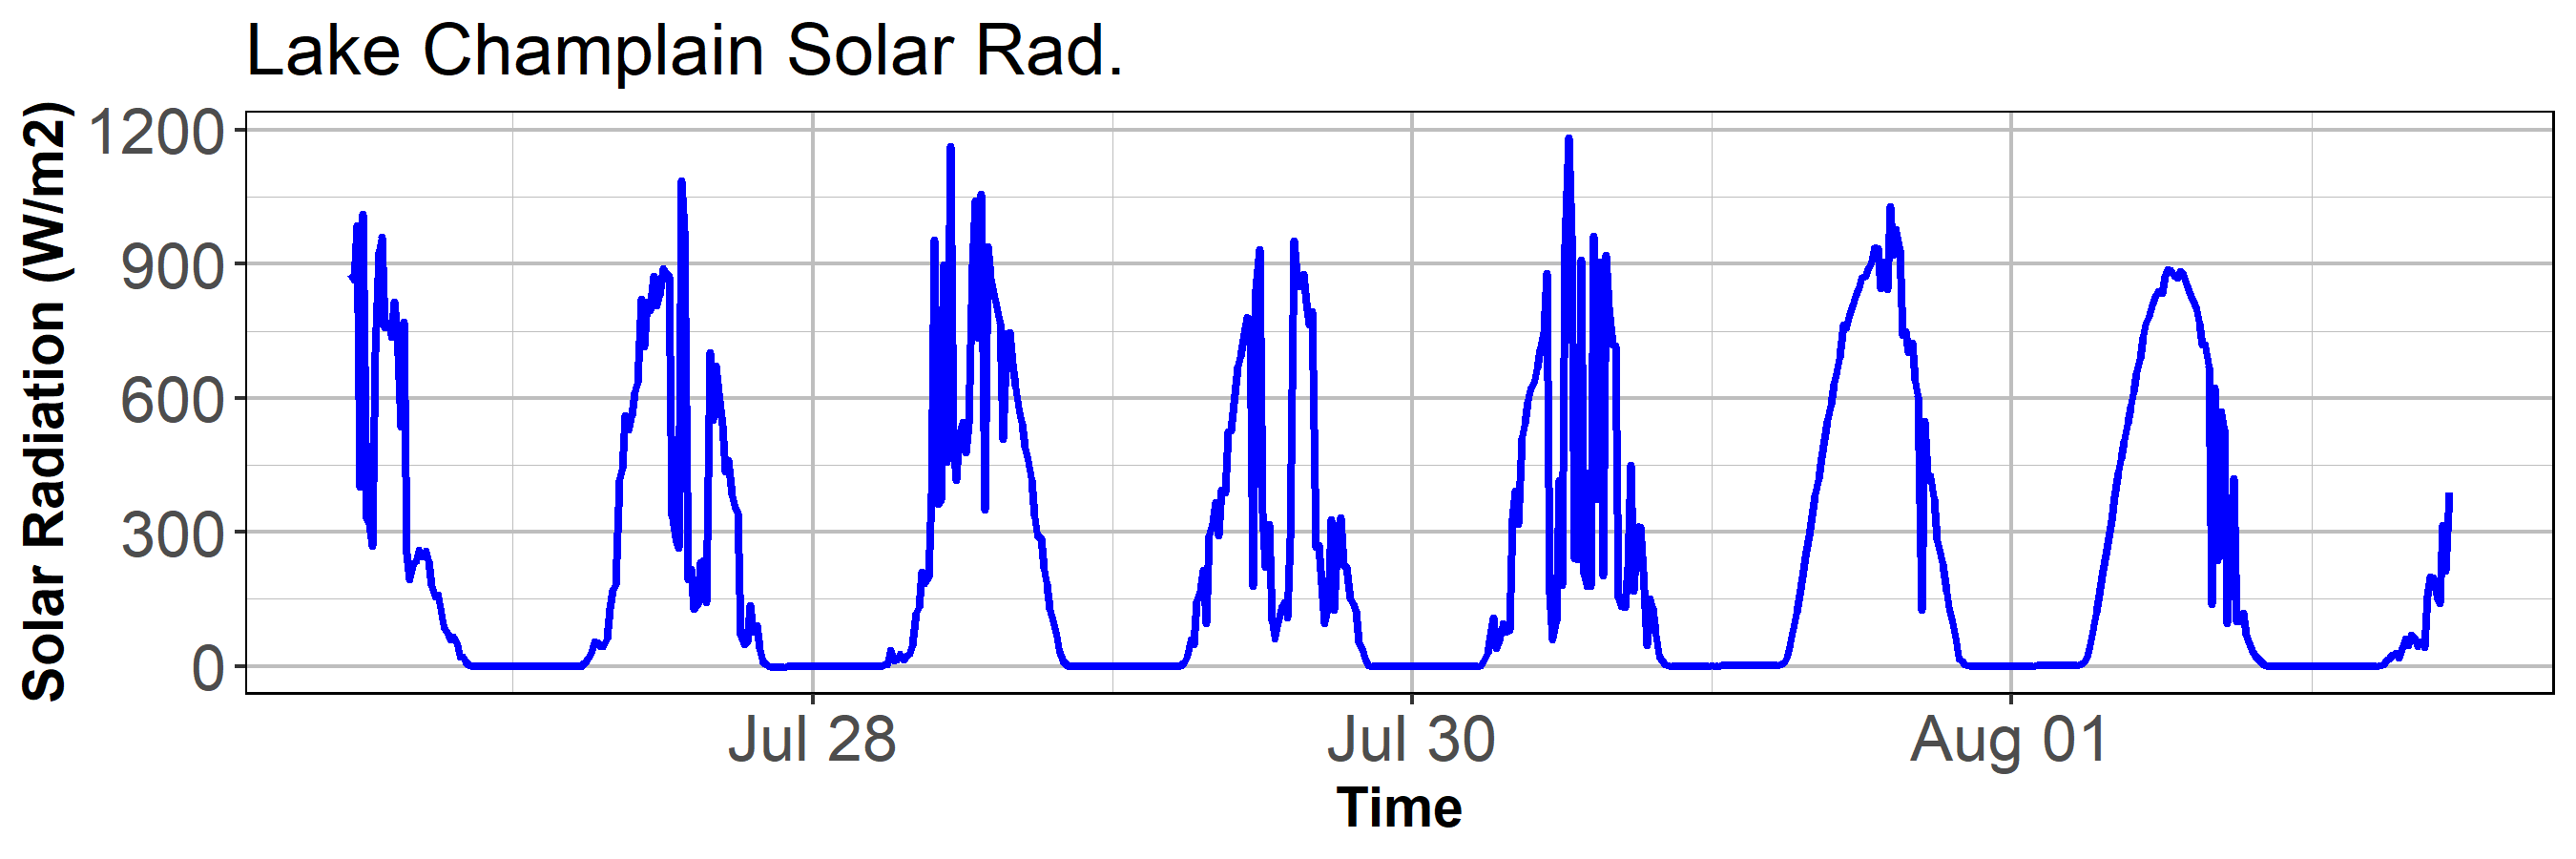 Lake Champlain Solar Rad.
Solar Radiation (W/m2)
1200
900
600
300
0
Jul 28
Jul 30
Aug 01
Time